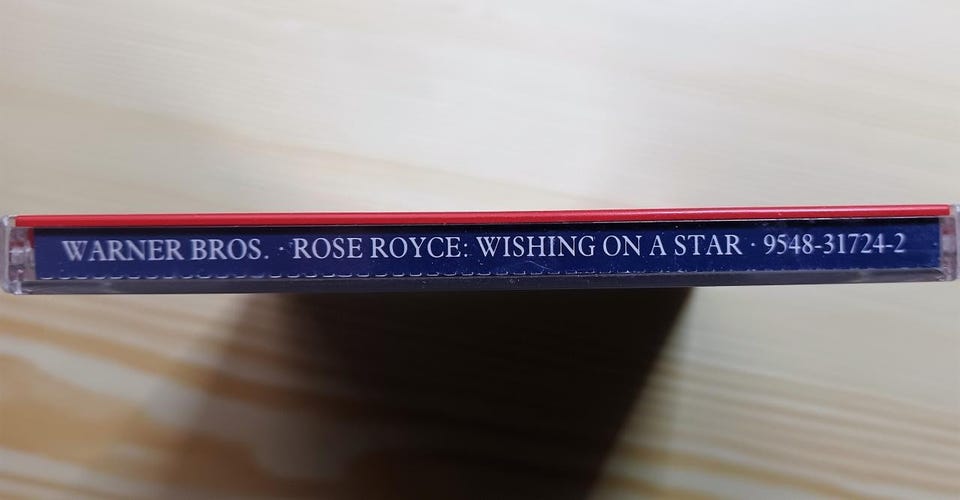 WARNER BROS. · ROSE ROYCE: WISHING ON A STAR · 9548-31724-2